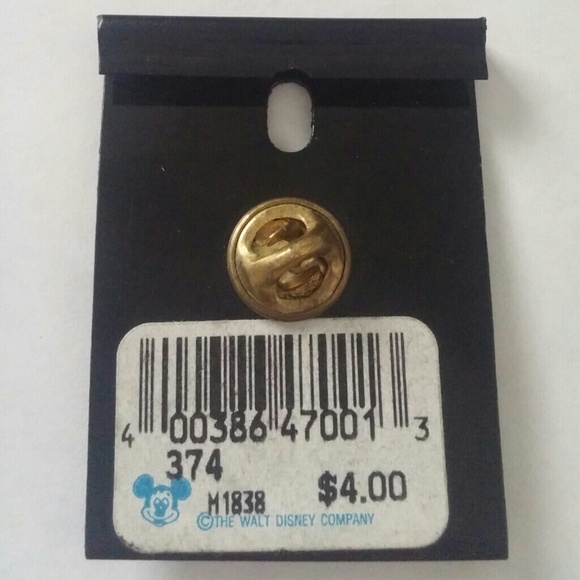 4 00386 47001 3
374
M1838 $4.00
©THE WALT DISNEY COMPANY